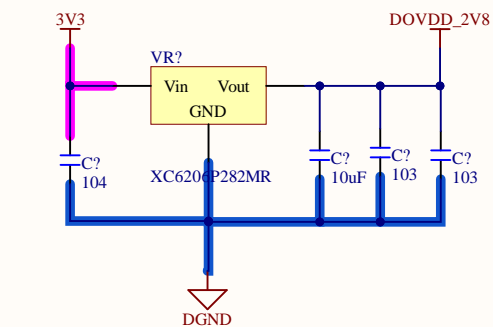 3V3
DOVDD_2V8
VR?
Vin
Vout
GND
C?
104
XC6206P282MR
C?
10uF
C?
103
C?
103
DGND